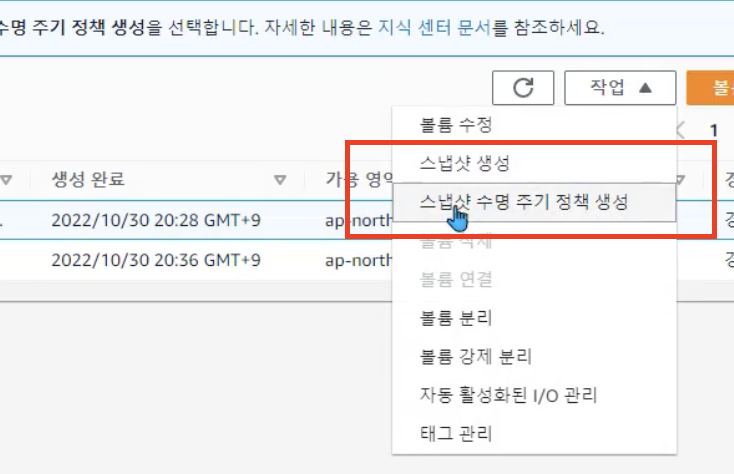 수명 주기 정책 생성을 선택합니다. 자세한 내용은 지식 센터 문서를 참조하세요.
작업
1
생성 완료
가용 영역
2022/10/30 20:28 GMT+9
ap-north
2022/10/30 20:36 GMT+9
ap-north
볼륨 수정
스냅샷 생성
스냅샷 수명 주기 정책 생성
볼륨 삭제
볼륨 연결
볼륨 분리
볼륨 강제 분리
자동 활성화된 I/O 관리
태그 관리